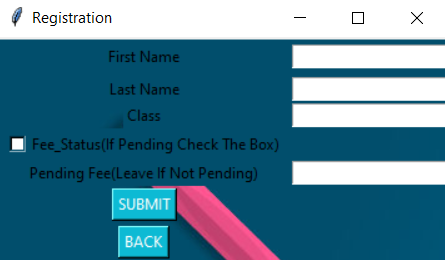 Registration
First Name
Last Name
Class
Fee_Status(If Pending Check The Box)
Pending Fee(Leave If Not Pending)
SUBMIT
BACK